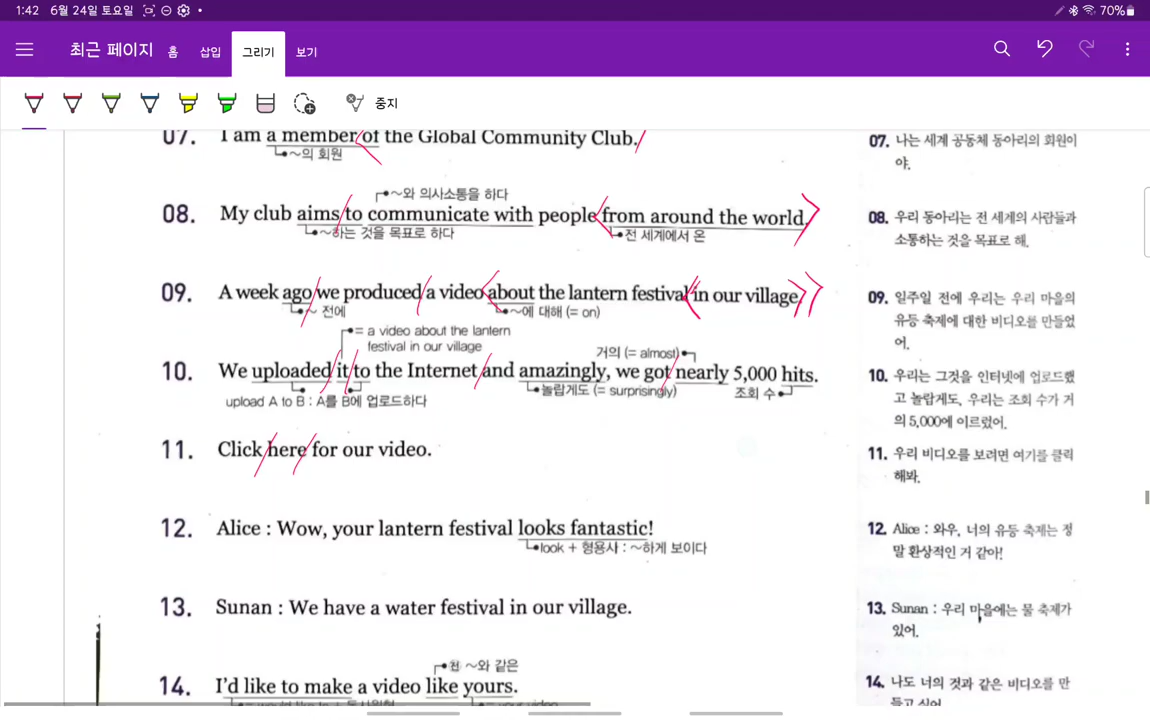 1:42 6월 24일 토요일 70%
최근 페이지 홈 삽입 그리기 보기
중지
07. I am a member of the Global Community Club.
~의 회원
07. 나는 세계 공동체 동아리의 회원이
야.
~와 의사소통을 하다
08. My club aims to communicate with people from around the world.
~하는 것을 목표로 하다 전 세계에서 온
08. 우리 동아리는 전 세계의 사람들과
소통하는 것을 목표로 해.
09. A week ago we produced a video about the lantern festival in our village.
~ 전에 ~에 대해 (= on)
09. 일주일 전에 우리는 우리 마을의
유등 축제에 대한 비디오를 만들었
어.
= a video about the lantern
festival in our village
거의 (= almost)
10. We uploaded it to the Internet and amazingly, we got nearly 5,000 hits.
놀랍게도 (= surprisingly) 조회 수
upload A to B : A를 B에 업로드하다
10. 우리는 그것을 인터넷에 업로드했
고 놀랍게도, 우리는 조회 수가 거
의 5,000에 이르렀어.
11. Click here for our video.
11. 우리 비디오를 보려면 여기를 클릭
해봐.
12. Alice : Wow, your lantern festival looks fantastic!
look + 형용사 : ~하게 보이다
12. Alice : 와우, 너의 유등 축제는 정
말 환상적인 거 같아!
13. Sunan : We have a water festival in our village.
13. Sunan : 우리 마을에는 물 축제가
있어.
전 ~와 같은
14. I'd like to make a video like yours.
14. 나도 너의 것과 같은 비디오를 만
들고 싶어.